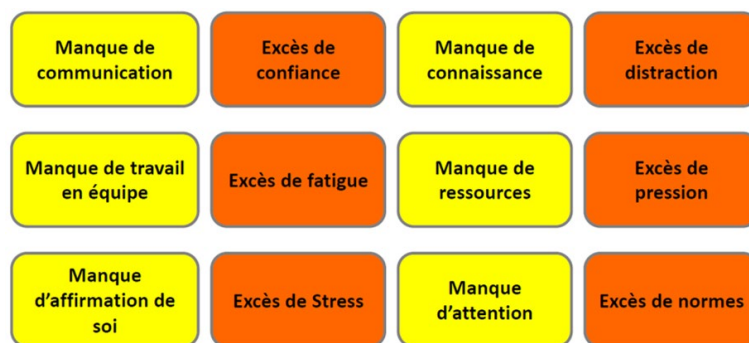 Manque de
communication
Excès de
confiance
Manque de
connaissance
Excès de
distraction
Manque de travail
en équipe
Excès de fatigue
Manque de
ressources
Excès de
pression
Manque
d’affirmation de
soi
Excès de Stress
Manque
d’attention
Excès de normes